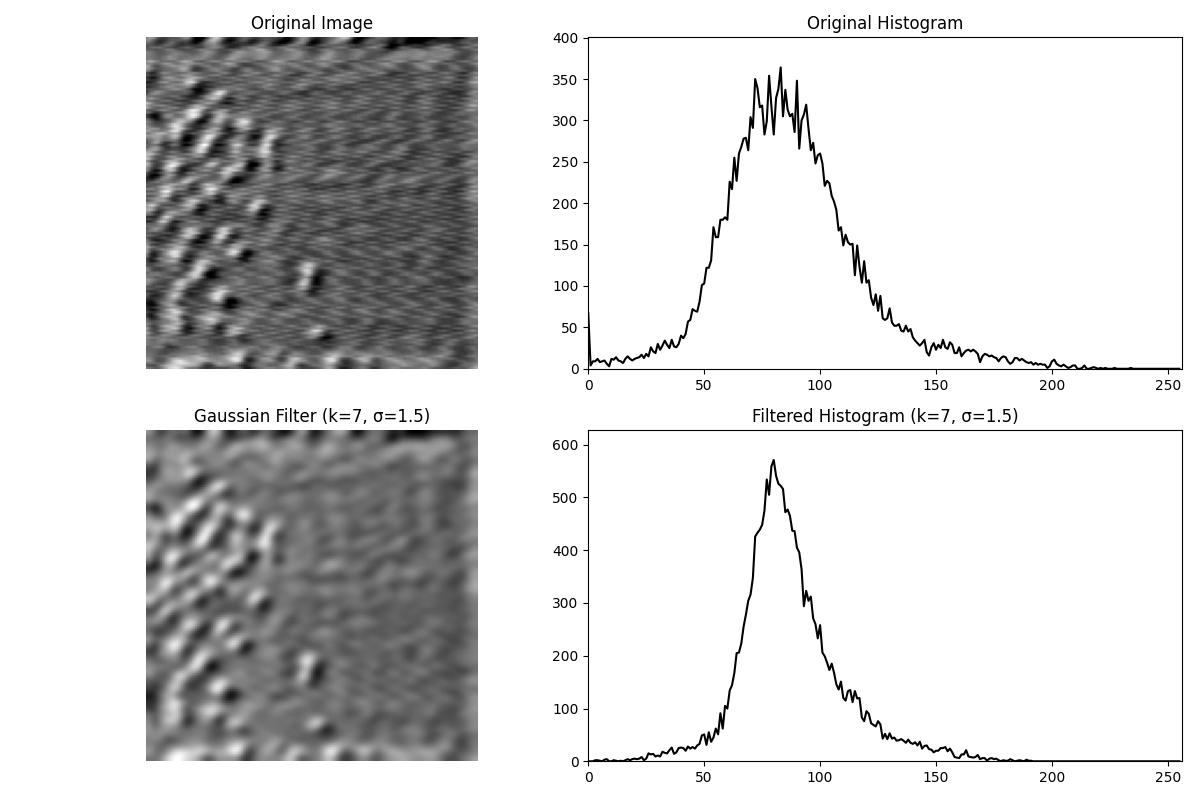 Original Image
Original Histogram
400
350
300
250
200
150
100
50
0
0 50 100 150 200 250
Gaussian Filter (k=7, σ=1.5)
Filtered Histogram (k=7, σ=1.5)
600
500
400
300
200
100
0
0 50 100 150 200 250